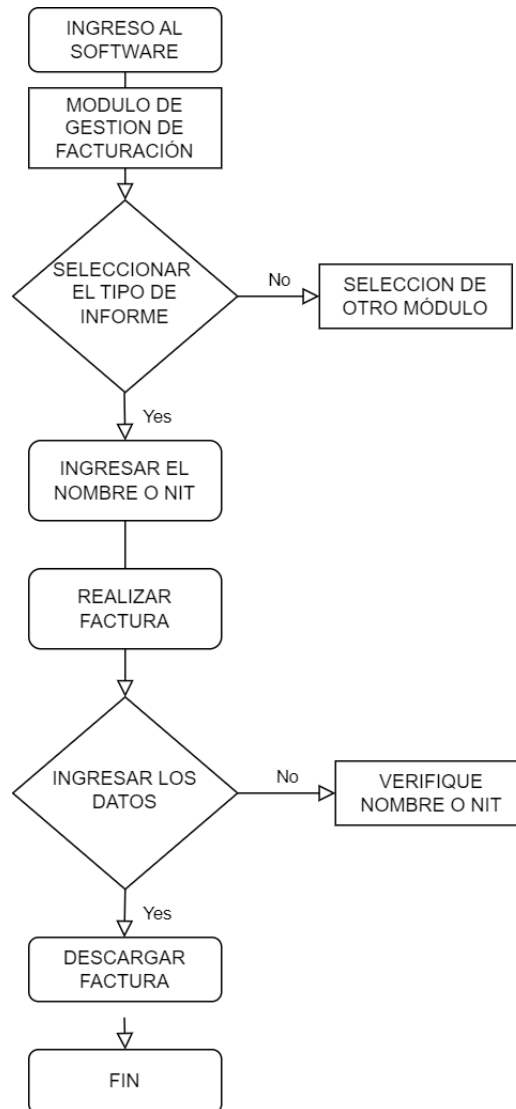 INGRESO AL
SOFTWARE
MODULO DE
GESTION DE
FACTURACIÓN
SELECCIONAR
EL TIPO DE
INFORME
No
SELECCION DE
OTRO MÓDULO
Yes
INGRESAR EL
NOMBRE O NIT
REALIZAR
FACTURA
INGRESAR LOS
DATOS
No
VERIFIQUE
NOMBRE O NIT
Yes
DESCARGAR
FACTURA
FIN